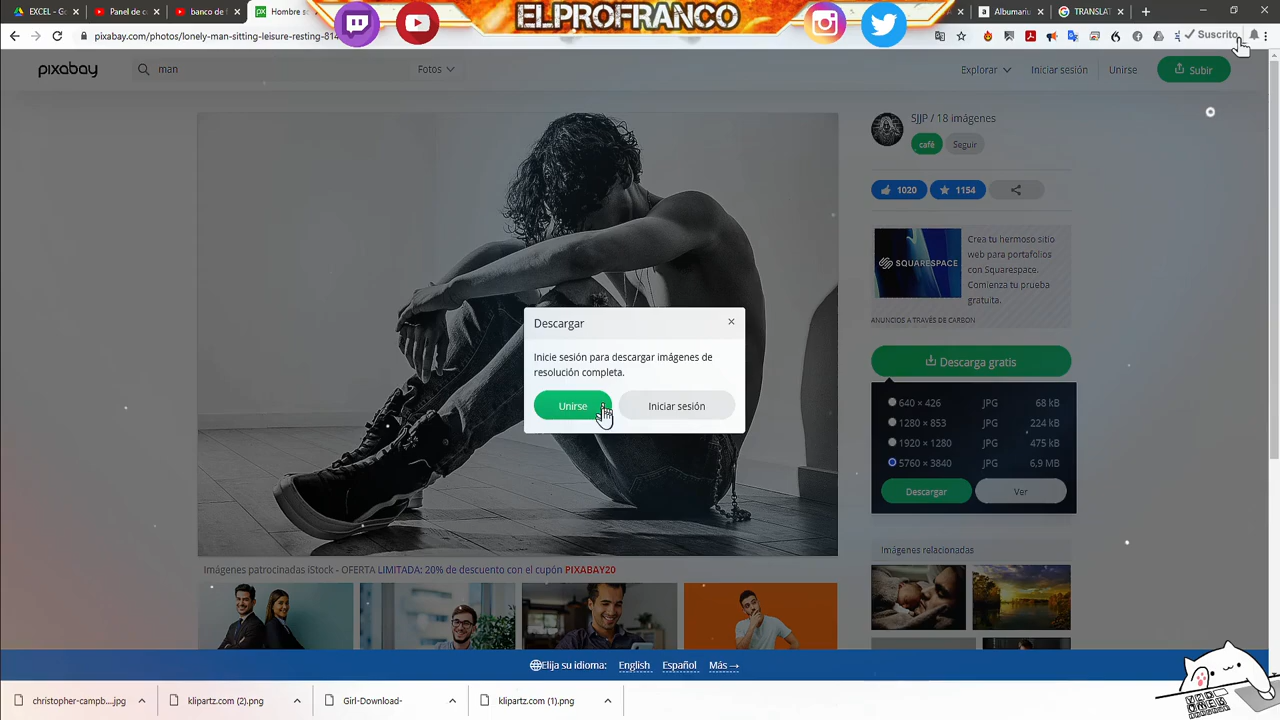 EXCEL - Go
Panel de c
banco de i
Hombre s
ELPROFRANCO
Albumariu
TRANSLAT
pixabay.com/photos/lonely-man-sitting-leisure-resting-814
Suscrito
pixabay
man
Fotos
Explorar
Iniciar sesión
Unirse
Subir
SJJP / 18 imágenes
café
Seguir
1020
1154
SQUARESPACE
Crea tu hermoso sitio
web para portafolios
con Squarespace.
Comienza tu prueba
gratuita.
ANUNCIOS A TRAVÉS DE CARBON
Descarga gratis
640 × 426 JPG 68 kB
1280 × 853 JPG 224 kB
1920 × 1280 JPG 475 kB
5760 × 3840 JPG 6,9 MB
Descargar
Ver
Descargar
Inicie sesión para descargar imágenes de
resolución completa.
Unirse
Iniciar sesión
Imágenes relacionadas
Imágenes patrocinadas iStock - OFERTA LIMITADA: 20% de descuento con el cupón PIXABAY20
Elija su idioma: English Español Más →
christopher-campb....jpg
klipartz.com (2).png
Girl-Download-
klipartz.com (1).png